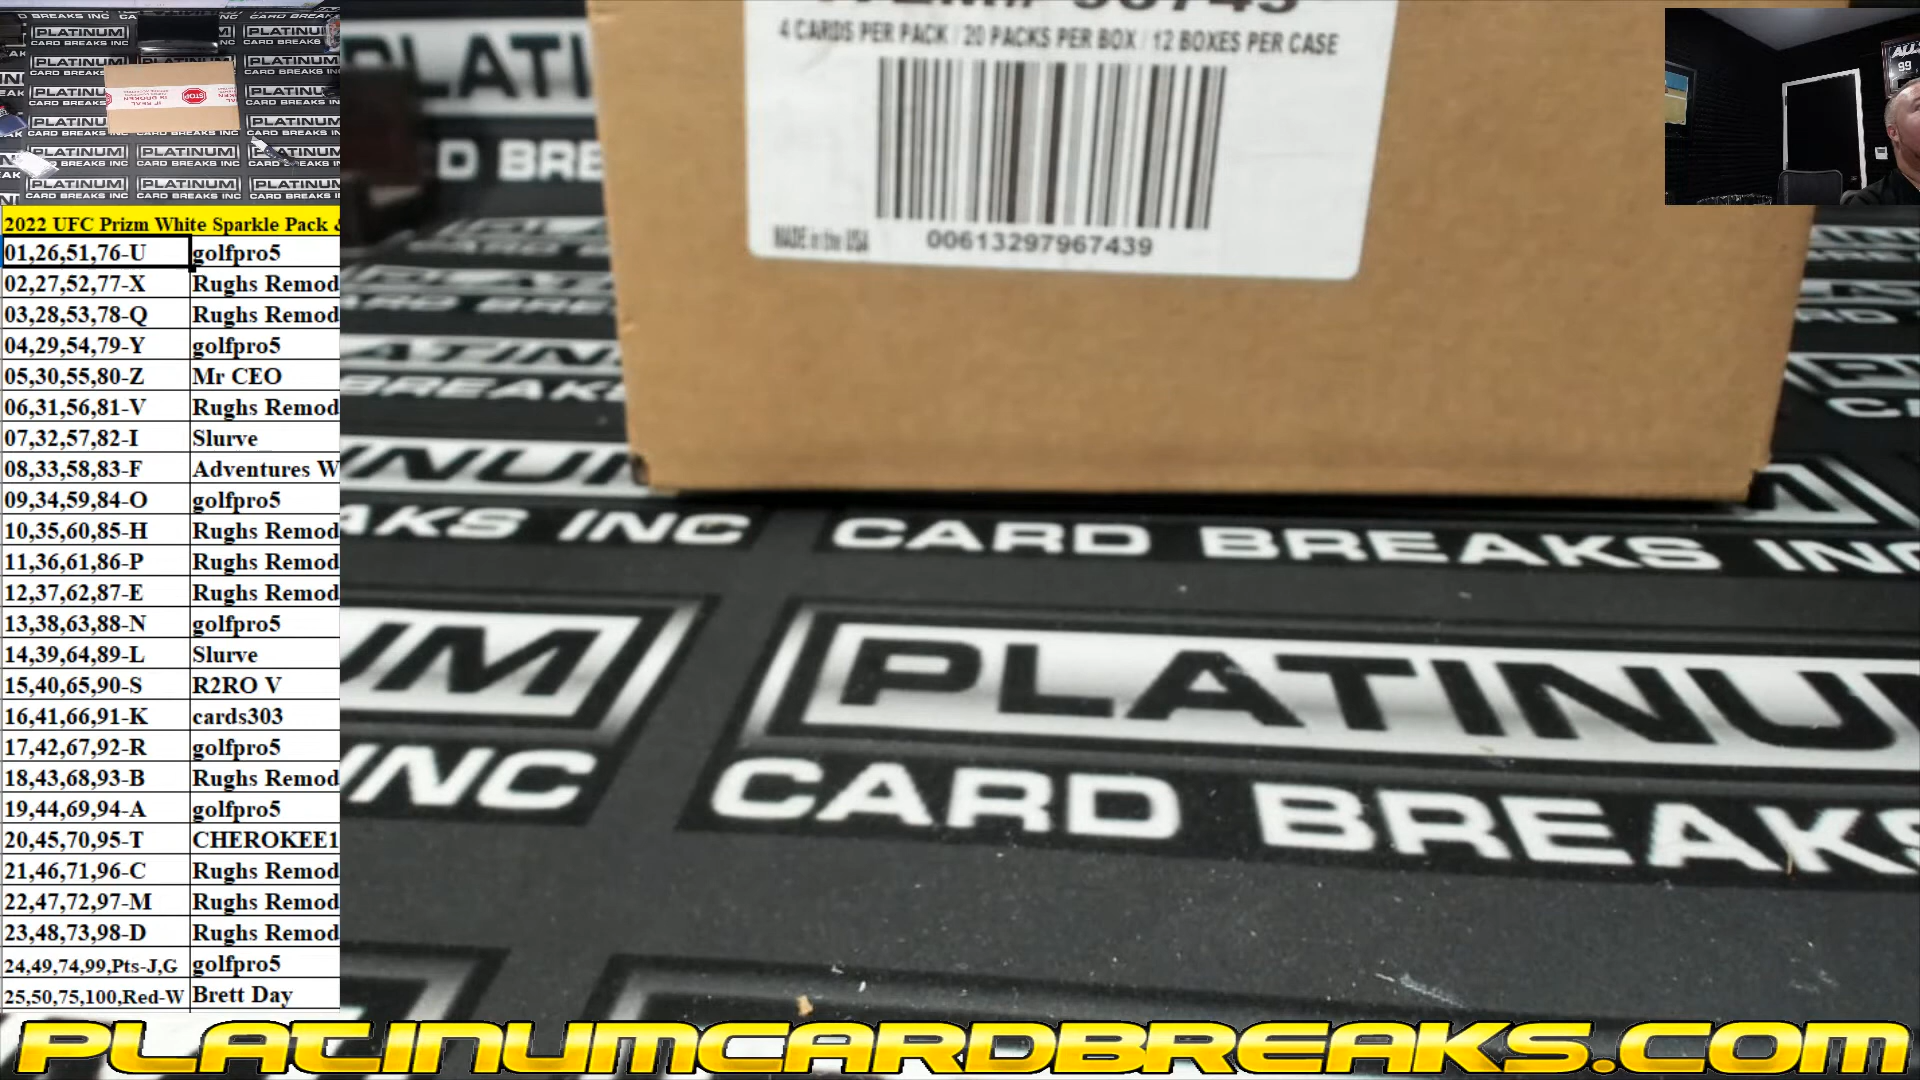 2022 UFC Prizm White Sparkle Pack
01,26,51,76-U golfpro5
02,27,52,77-X Rughs Remod
03,28,53,78-Q Rughs Remod
04,29,54,79-Y golfpro5
05,30,55,80-Z Mr CEO
06,31,56,81-V Rughs Remod
07,32,57,82-I Slurve
08,33,58,83-F Adventures W
09,34,59,84-O golfpro5
10,35,60,85-H Rughs Remod
11,36,61,86-P Rughs Remod
12,37,62,87-E Rughs Remod
13,38,63,88-N golfpro5
14,39,64,89-L Slurve
15,40,65,90-S R2RO V
16,41,66,91-K cards303
17,42,67,92-R golfpro5
18,43,68,93-B Rughs Remod
19,44,69,94-A golfpro5
20,45,70,95-T CHEROKEE1
21,46,71,96-C Rughs Remod
22,47,72,97-M Rughs Remod
23,48,73,98-D Rughs Remod
24,49,74,99,Pts-J,G golfpro5
25,50,75,100,Red-W Brett Day
4 CARDS PER PACK / 20 PACKS PER BOX / 12 BOXES PER CASE
MADE in the USA
00613297967439
CARD BREAKS INC
PLATINU
CARD BREAKS
STOP
PLATINUM
CARD BREAKS INC
99
PLATINUMCARDBREAKS.COM